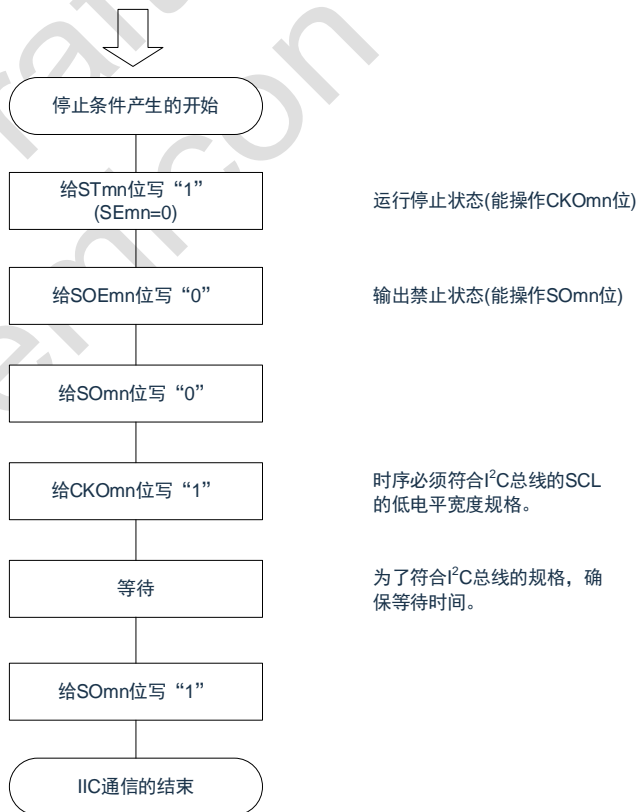 停止条件产生的开始
给STmn位写“1”
(SEmn=0)
运行停止状态(能操作CKOmn位)
给SOEmn位写“0”
输出禁止状态(能操作SOmn位)
给SOmn位写“0”
给CKOmn位写“1”
时序必须符合I²C总线的SCL
的低电平宽度规格。
等待
为了符合I²C总线的规格，确
保等待时间。
给SOmn位写“1”
IIC通信的结束